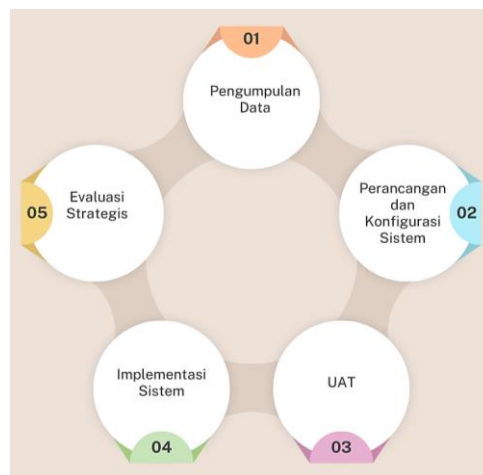 01
Pengumpulan
Data
Perancangan
dan
Konfigurasi
Sistem
02
UAT
03
Implementasi
Sistem
04
Evaluasi
Strategis
05